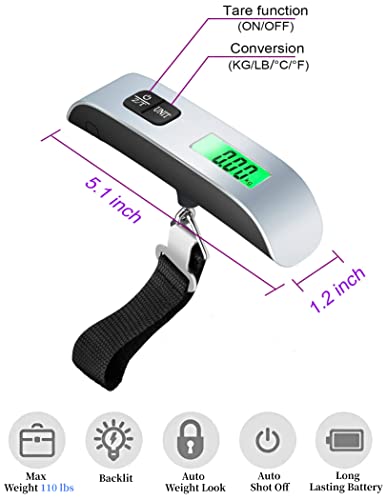 Tare function
(ON/OFF)
Conversion
(KG/LB/°C/°F)
Z/T
UNIT
0.00 KG
5.1 inch
1.2 inch
Max
Weight 110 lbs
Backlit
Auto
Weight Look
Auto
Shot Off
Long
Lasting Battery